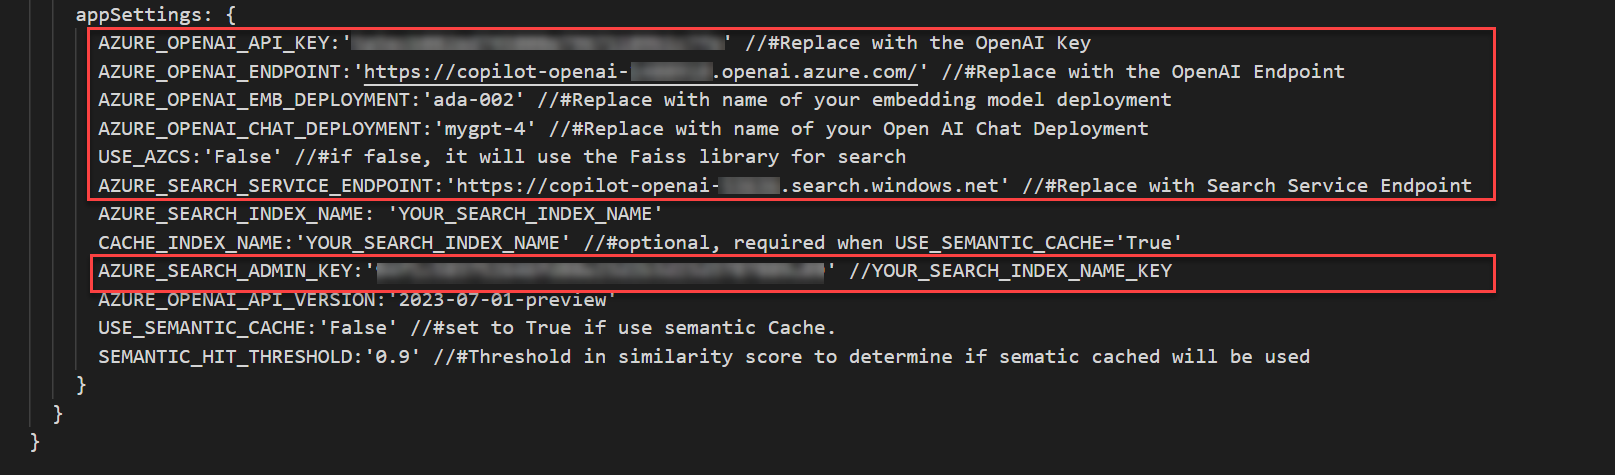 appSettings: {
AZURE_OPENAI_API_KEY:'' //#Replace with the OpenAI Key
AZURE_OPENAI_ENDPOINT:'https://copilot-openai-.openai.azure.com/' //#Replace with the OpenAI Endpoint
AZURE_OPENAI_EMB_DEPLOYMENT:'ada-002' //#Replace with name of your embedding model deployment
AZURE_OPENAI_CHAT_DEPLOYMENT:'mygpt-4' //#Replace with name of your Open AI Chat Deployment
USE_AZCS:'False' //#if false, it will use the Faiss library for search
AZURE_SEARCH_SERVICE_ENDPOINT:'https://copilot-openai-.search.windows.net' //#Replace with Search Service Endpoint
AZURE_SEARCH_INDEX_NAME: 'YOUR_SEARCH_INDEX_NAME'
CACHE_INDEX_NAME:'YOUR_SEARCH_INDEX_NAME' //#optional, required when USE_SEMANTIC_CACHE='True'
AZURE_SEARCH_ADMIN_KEY:'' //YOUR_SEARCH_INDEX_NAME_KEY
AZURE_OPENAI_API_VERSION:'2023-07-01-preview'
USE_SEMANTIC_CACHE:'False' //#set to True if use semantic Cache.
SEMANTIC_HIT_THRESHOLD:'0.9' //#Threshold in similarity score to determine if sematic cached will be used
}
}
}